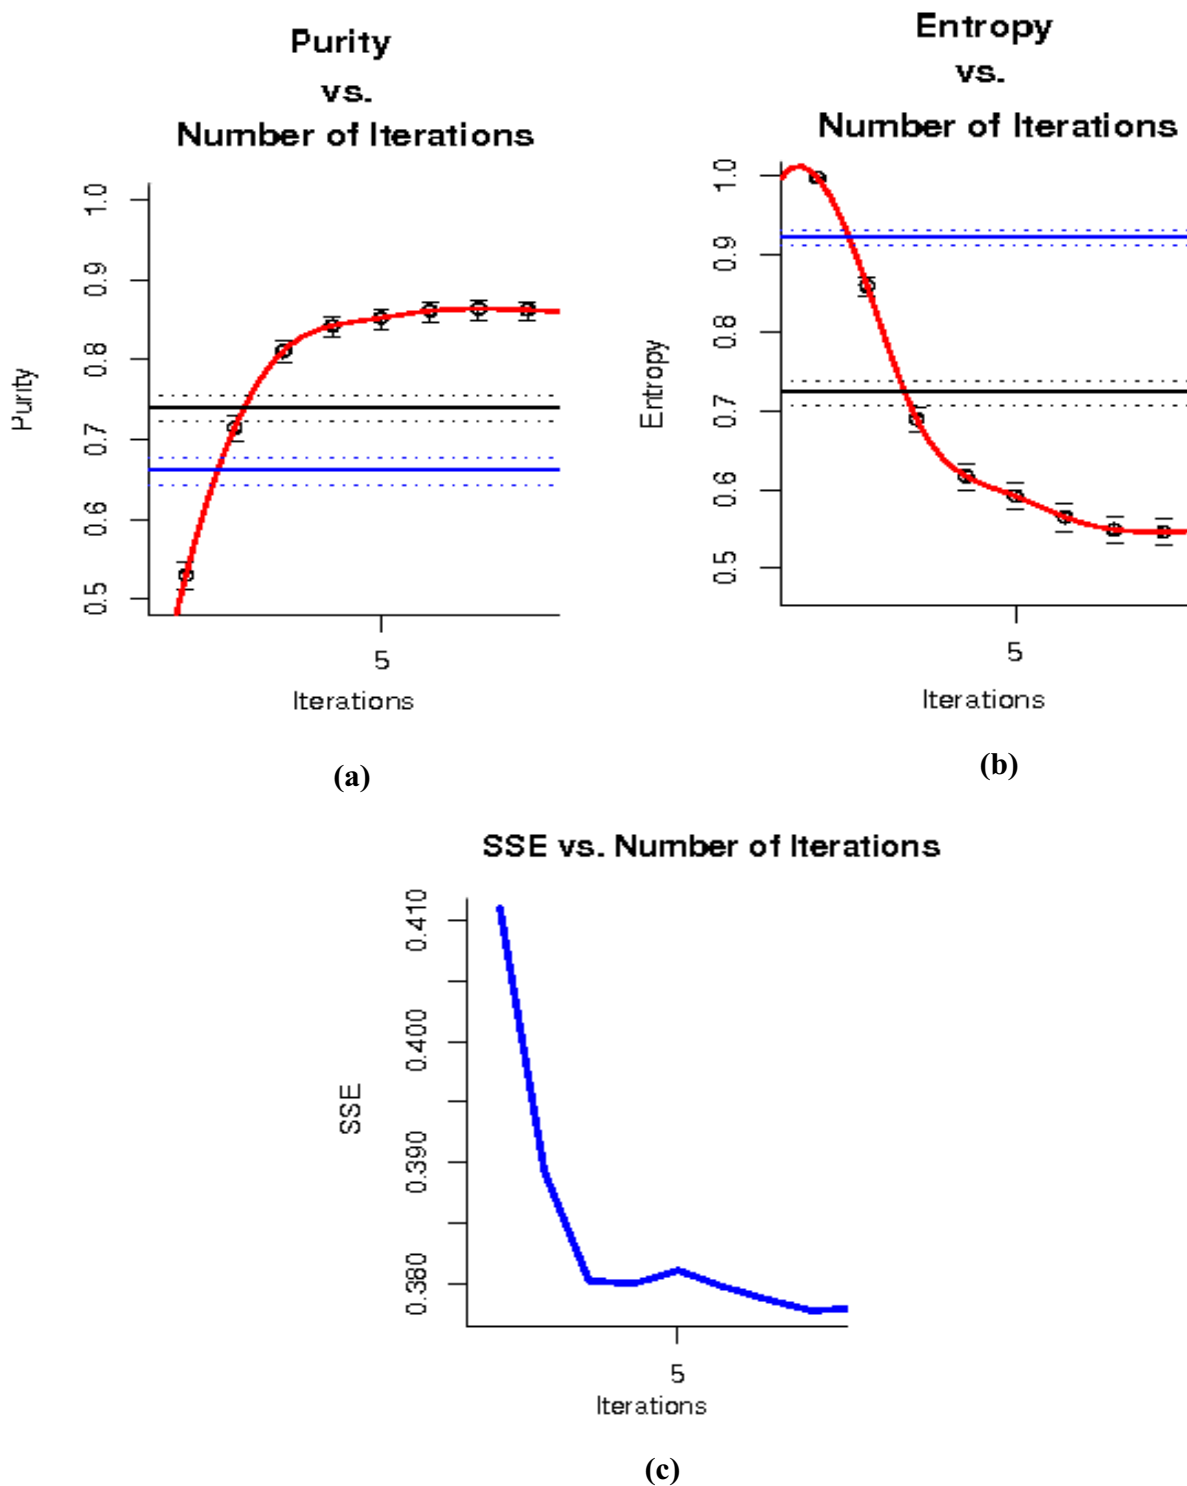 Purity
vs.
Number of Iterations
1.0
0.9
0.8
0.7
0.6
0.5
Purity
5
Iterations
(a)
Entropy
vs.
Number of Iterations
1.0
0.9
0.8
0.7
0.6
0.5
Entropy
5
Iterations
(b)
SSE vs. Number of Iterations
0.410
0.400
0.390
0.380
SSE
5
Iterations
(c)